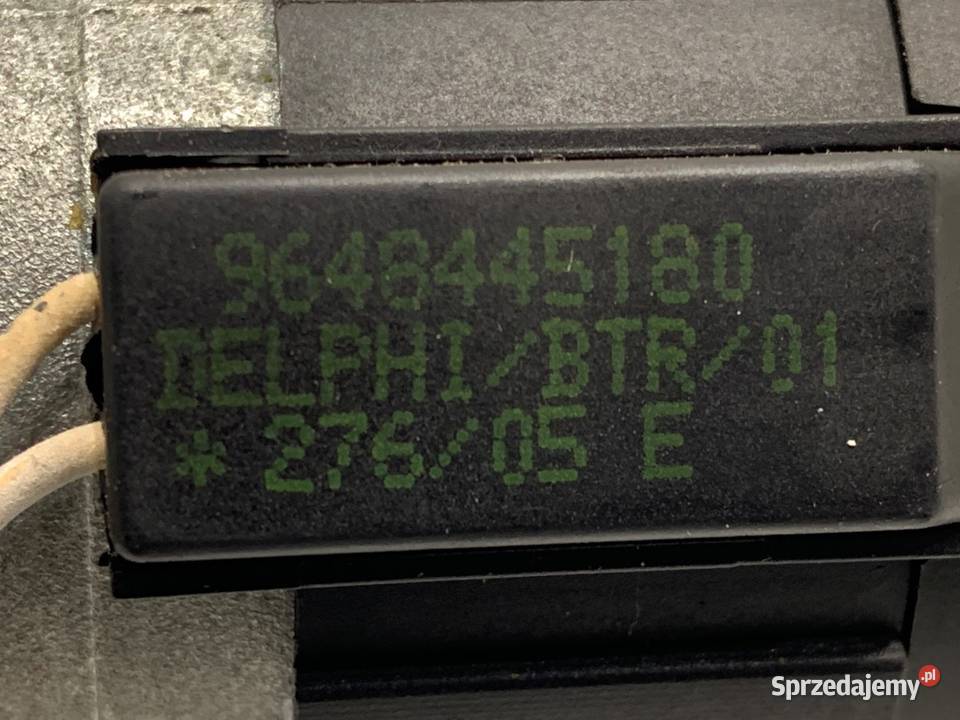 9648445180
DELPHI/BTR/01
*276/05 E
Sprzedajemy.pl